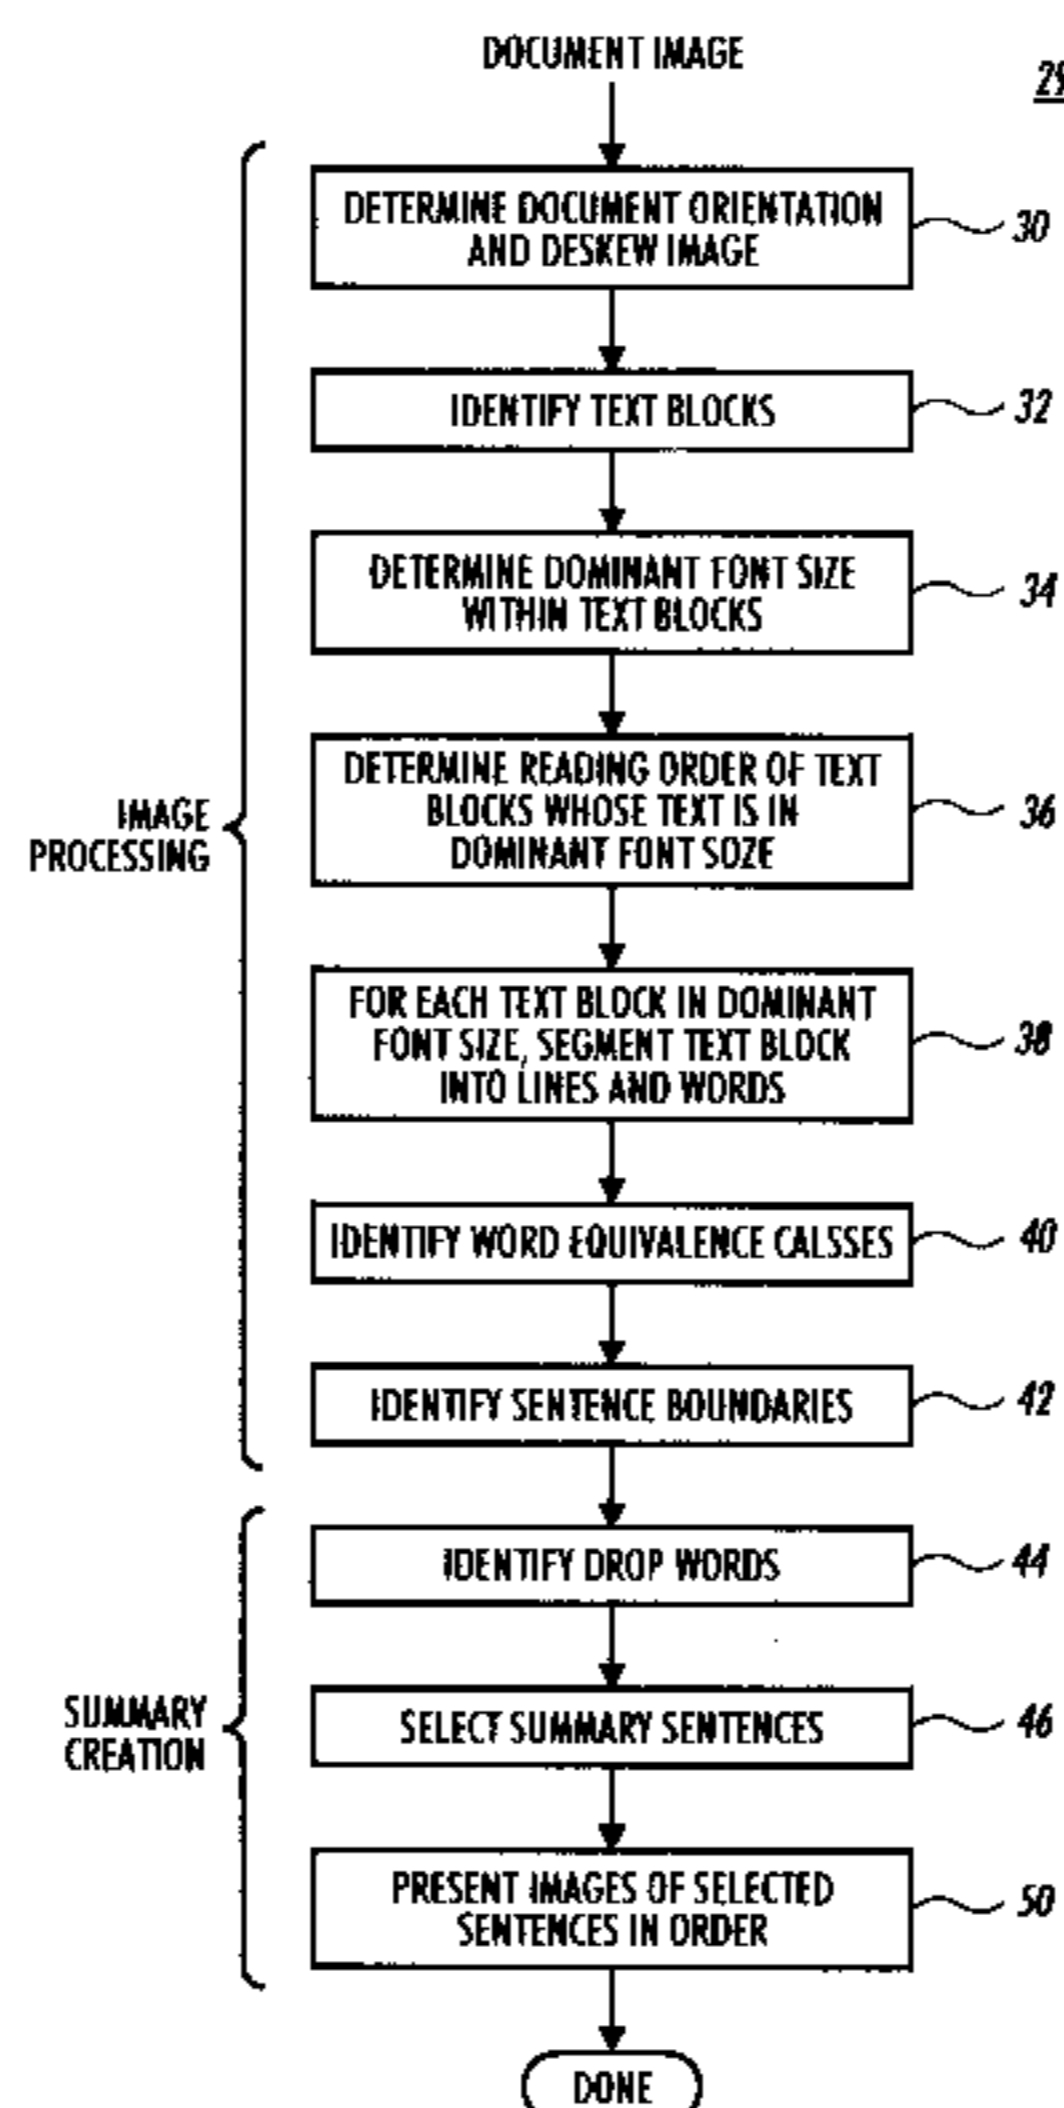 DOCUMENT IMAGE
29
DETERMINE DOCUMENT ORIENTATION
AND DESKEW IMAGE
30
IDENTIFY TEXT BLOCKS
32
DETERMINE DOMINANT FONT SIZE
WITHIN TEXT BLOCKS
34
DETERMINE READING ORDER OF TEXT
BLOCKS WHOSE TEXT IS IN
DOMINANT FONT SOZE
36
IMAGE
PROCESSING
FOR EACH TEXT BLOCK IN DOMINANT
FONT SIZE, SEGMENT TEXT BLOCK
INTO LINES AND WORDS
38
IDENTIFY WORD EQUIVALENCE CALSSES
40
IDENTIFY SENTENCE BOUNDARIES
42
IDENTIFY DROP WORDS
44
SUMMARY
CREATION
SELECT SUMMARY SENTENCES
46
PRESENT IMAGES OF SELECTED
SENTENCES IN ORDER
50
DONE